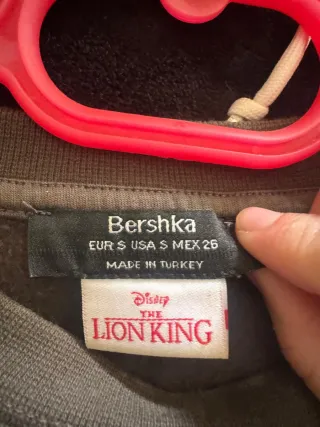 Bershka
EUR S USA S MEX 26
MADE IN TURKEY
Disney
THE
LION KING